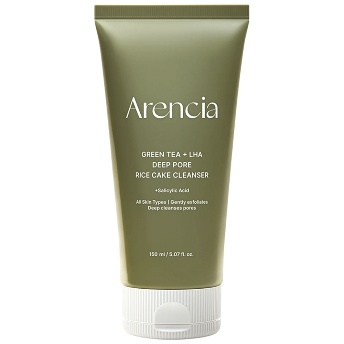 Arencia
GREEN TEA + LHA
DEEP PORE
RICE CAKE CLEANSER
+Salicylic Acid
All Skin Types | Gently exfoliates
Deep cleanses pores
150 ml / 5.07 fl. oz.